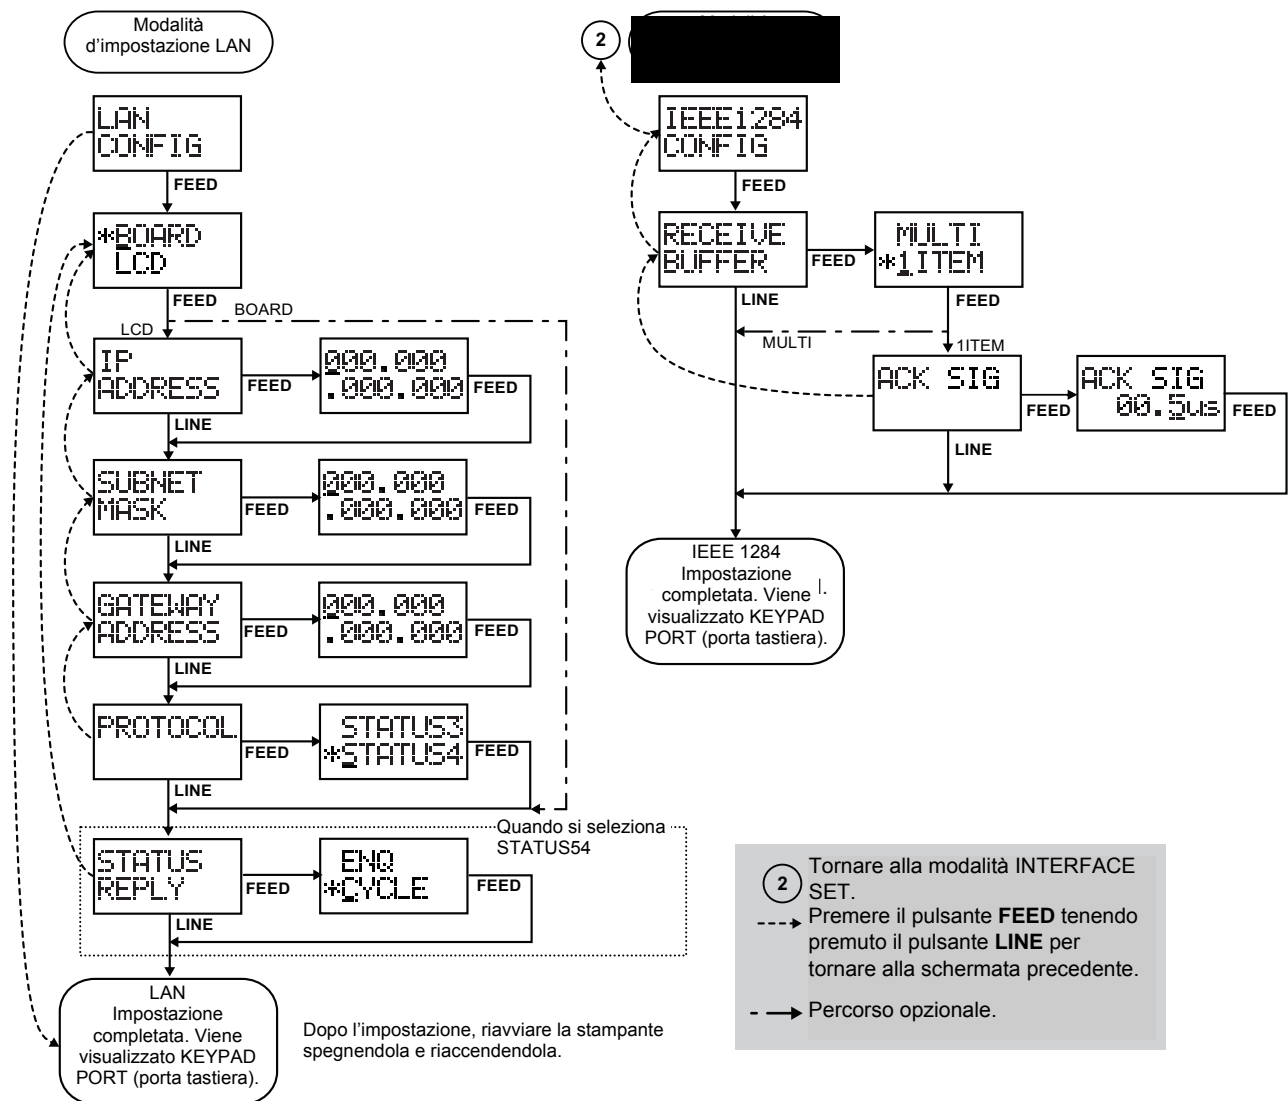 Modalità
d'impostazione LAN
LAN
CONFIG
FEED
*BOARD
LCD
FEED
BOARD
LCD
IP
ADDRESS
FEED
000.000
.000.000
FEED
LINE
SUBNET
MASK
FEED
000.000
.000.000
FEED
LINE
GATEWAY
ADDRESS
FEED
000.000
.000.000
FEED
LINE
PROTOCOL
FEED
STATUS3
*STATUS4
FEED
LINE
Quando si seleziona
STATUS54
STATUS
REPLY
FEED
ENQ
*CYCLE
FEED
LINE
LAN
Impostazione
completata. Viene
visualizzato KEYPAD
PORT (porta tastiera).
Dopo l'impostazione, riavviare la stampante
spegnendola e riaccendendola.
2
IEEE1284
CONFIG
FEED
RECEIVE
BUFFER
FEED
MULTI
*1ITEM
LINE
FEED
MULTI
1ITEM
ACK SIG
FEED
ACK SIG
00.5us
FEED
LINE
IEEE 1284
Impostazione
completata. Viene
visualizzato KEYPAD
PORT (porta tastiera).
2 Tornare alla modalità INTERFACE
SET.
Premere il pulsante FEED tenendo
premuto il pulsante LINE per
tornare alla schermata precedente.
Percorso opzionale.